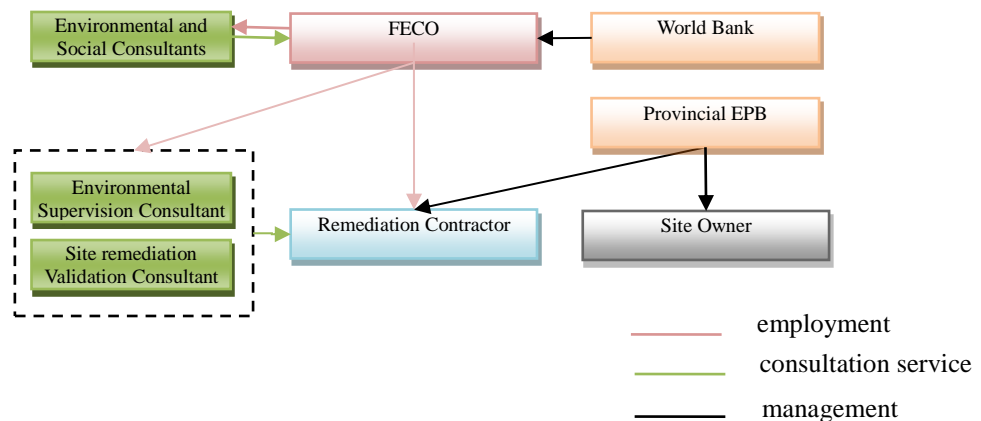 Environmental and
Social Consultants
FECO
World Bank
Provincial EPB
Environmental
Supervision Consultant
Site remediation
Validation Consultant
Remediation Contractor
Site Owner
employment
consultation service
management